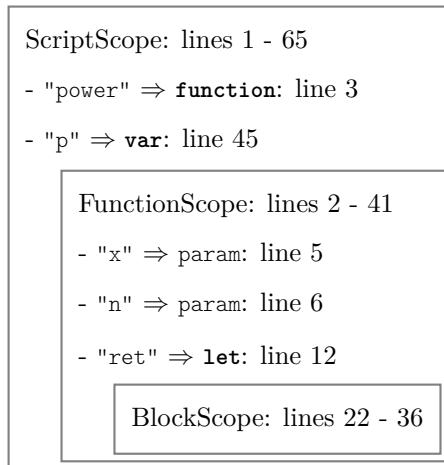 ScriptScope: lines 1 - 65
- "power" ⇒ function: line 3
- "p" ⇒ var: line 45
FunctionScope: lines 2 - 41
- "x" ⇒ param: line 5
- "n" ⇒ param: line 6
- "ret" ⇒ let: line 12
BlockScope: lines 22 - 36